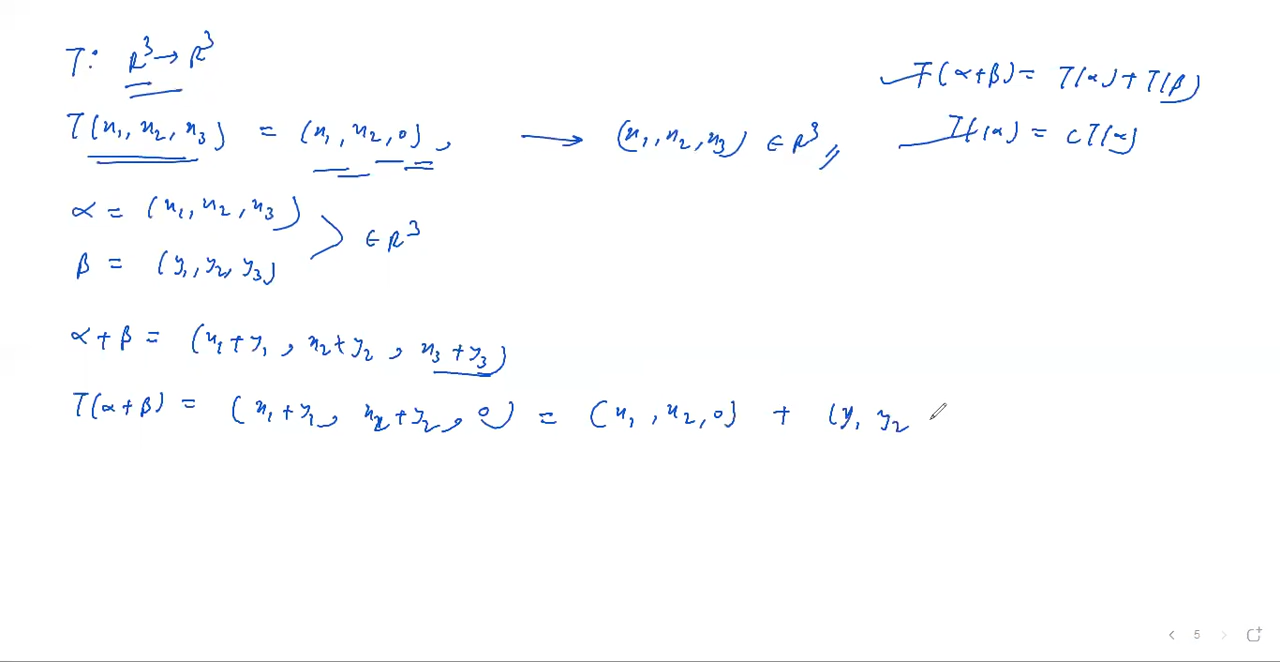 T: R³ → R³
T(x₁, x₂, x₃) = (x₁, x₂, 0), → (x₁, x₂, x₃) ∈ R³,,
T(α+β) = T(α) + T(β)
T(cα) = cT(α)
α = (x₁, x₂, x₃)
β = (y₁, y₂, y₃)
> ∈ R³
α+β = (x₁+y₁, x₂+y₂, x₃+y₃)
T(α+β) = (x₁+y₁, x₂+y₂, 0) = (x₁, x₂, 0) + (y₁ y₂
< 5 >